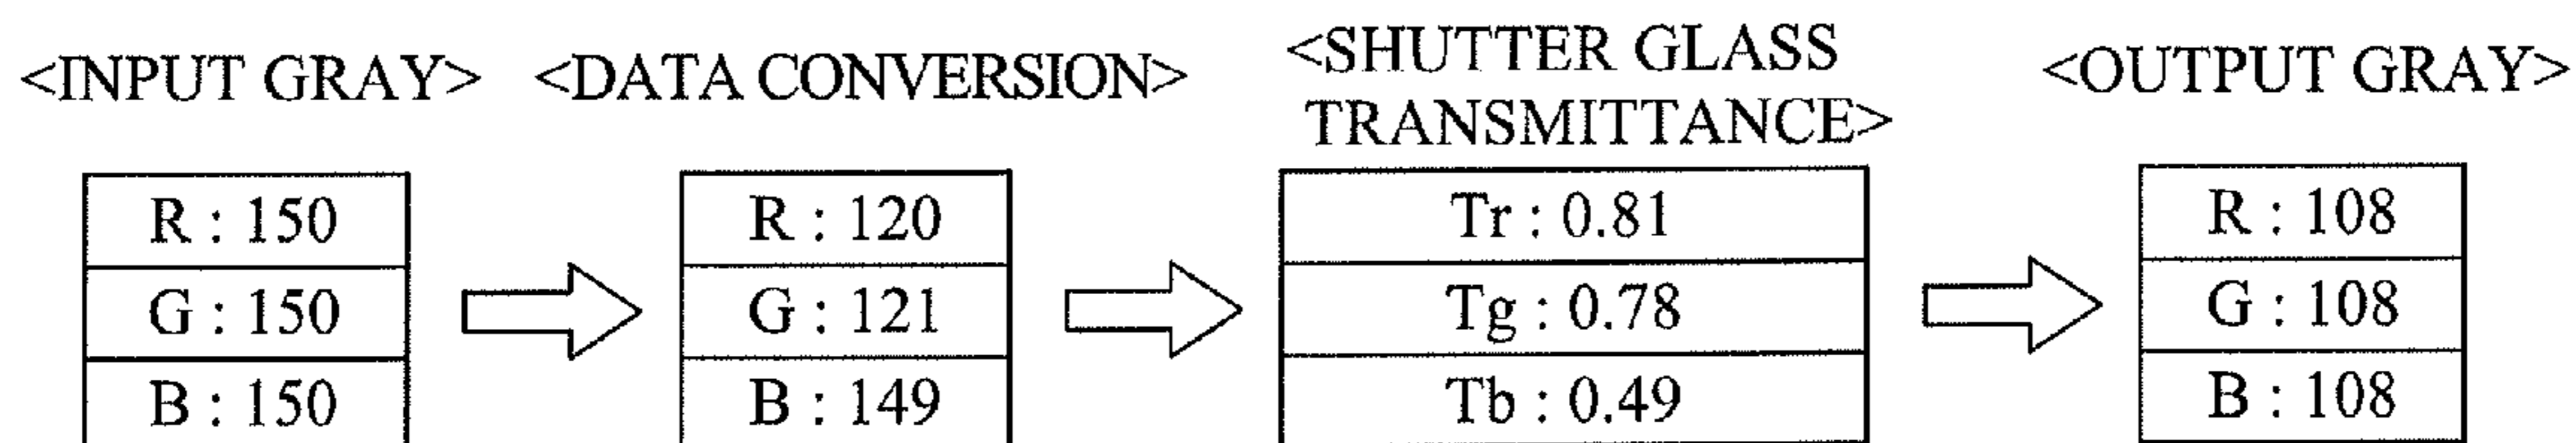 <INPUT GRAY>
<DATA CONVERSION>
<SHUTTER GLASS
TRANSMITTANCE>
<OUTPUT GRAY>
R : 150
G : 150
B : 150
R : 120
G : 121
B : 149
Tr : 0.81
Tg : 0.78
Tb : 0.49
R : 108
G : 108
B : 108